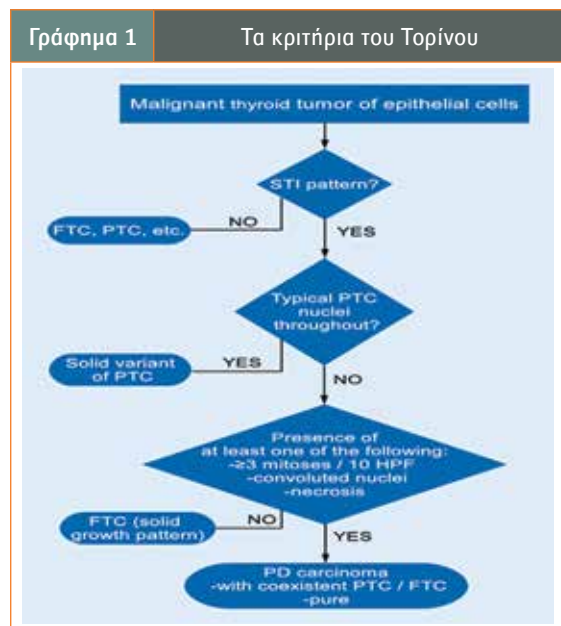 Γράφημα 1
Τα κριτήρια του Τορίνου
Malignant thyroid tumor of epithelial cells
STI pattern?
NO
FTC, PTC, etc.
YES
Typical PTC
nuclei
throughout?
YES
Solid variant
of PTC
NO
Presence of
at least one of the following:
-≥3 mitoses / 10 HPF
-convoluted nuclei
-necrosis
NO
FTC (solid
growth pattern)
YES
PD carcinoma
-with coexistent PTC / FTC
-pure